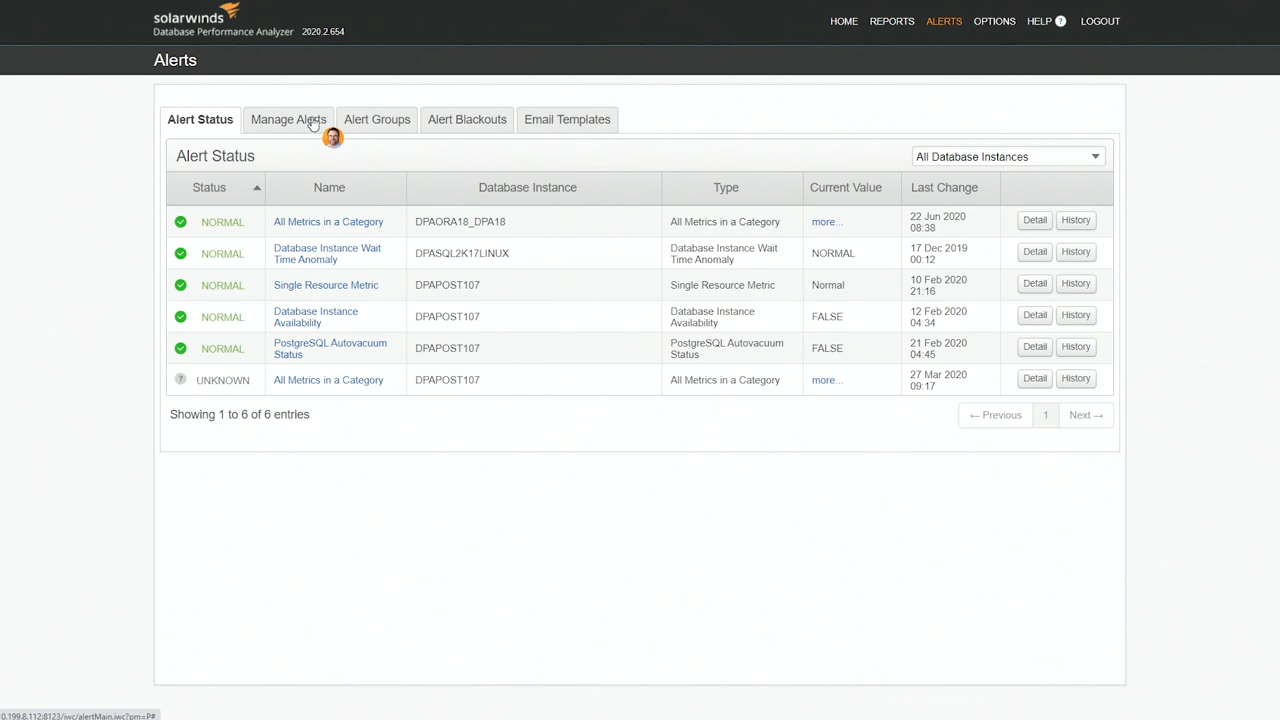 solarwinds
Database Performance Analyzer 2020.2.654
HOME REPORTS ALERTS OPTIONS HELP ? LOGOUT
Alerts
Alert Status Manage Alerts Alert Groups Alert Blackouts Email Templates
Alert Status All Database Instances
Status Name Database Instance Type Current Value Last Change
NORMAL All Metrics in a Category DPAORA18_DPA18 All Metrics in a Category more... 22 Jun 2020
08:38
Detail History
NORMAL Database Instance Wait
Time Anomaly
DPASQL2K17LINUX
Database Instance Wait
Time Anomaly
NORMAL
17 Dec 2019
00:12
Detail History
NORMAL Single Resource Metric DPAPOST107 Single Resource Metric Normal 10 Feb 2020
21:16
Detail History
NORMAL Database Instance
Availability
DPAPOST107
Database Instance
Availability
FALSE
12 Feb 2020
04:34
Detail History
NORMAL PostgreSQL Autovacuum
Status
DPAPOST107
PostgreSQL Autovacuum
Status
FALSE
21 Feb 2020
04:45
Detail History
? UNKNOWN All Metrics in a Category DPAPOST107 All Metrics in a Category more... 27 Mar 2020
09:17
Detail History
Showing 1 to 6 of 6 entries
← Previous 1 Next →
0.199.8.112:8123/iwc/alertMain.iwc?pm=P#